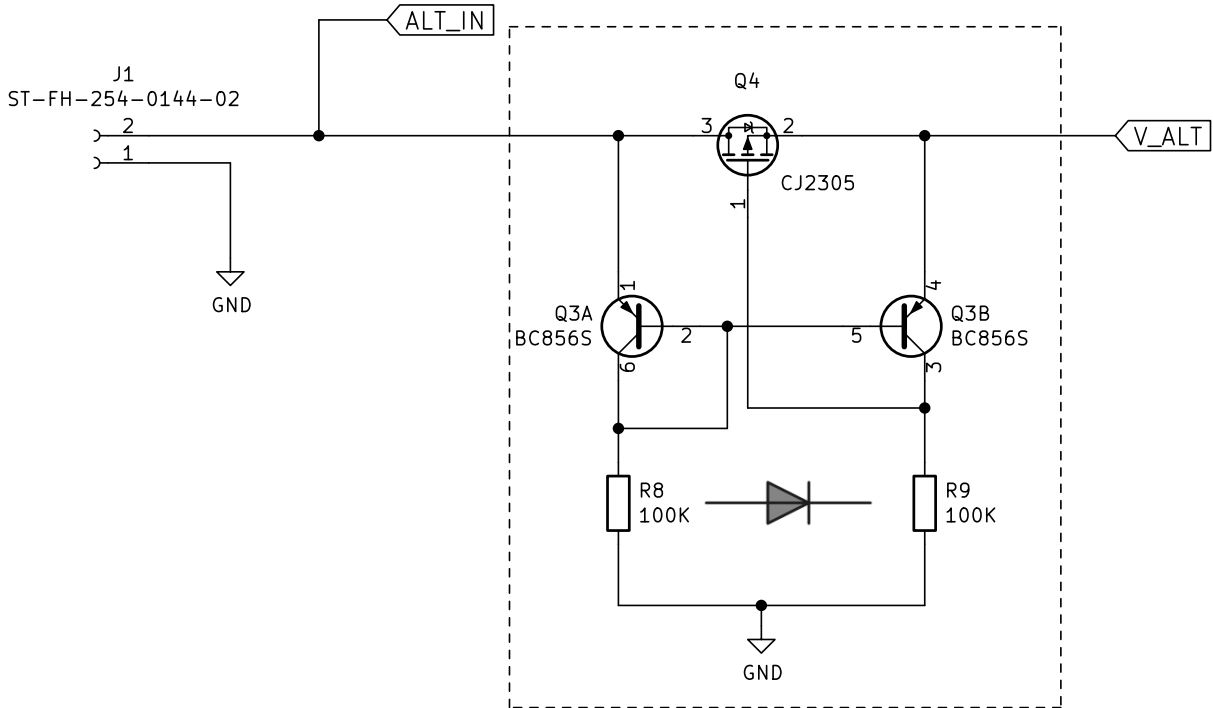 ALT_IN
J1
ST-FH-254-0144-02
2
1
GND
Q4
3
2
CJ2305
1
V_ALT
1
Q3A
BC856S
2
6
4
5
Q3B
BC856S
3
R8
100K
R9
100K
GND